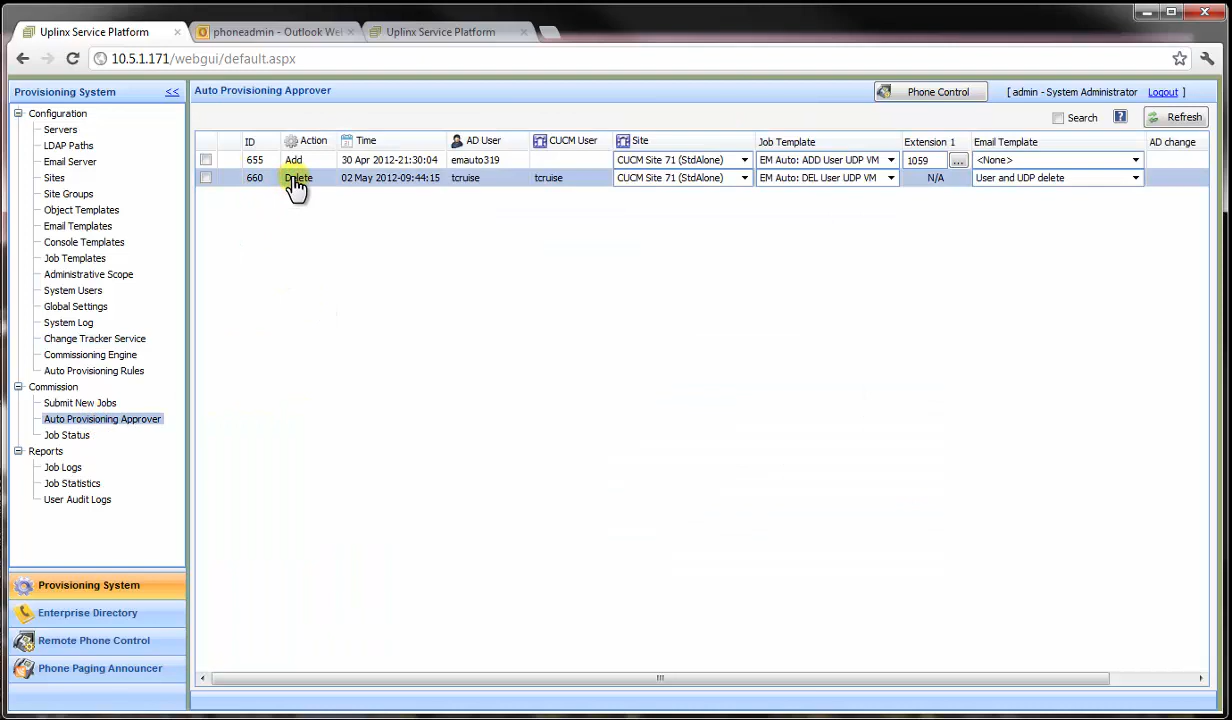 Uplinx Service Platform
phoneadmin - Outlook We
Uplinx Service Platform
10.5.1.171/webgui/default.aspx
Provisioning System <<
Configuration
Servers
LDAP Paths
Email Server
Sites
Site Groups
Object Templates
Email Templates
Console Templates
Job Templates
Administrative Scope
System Users
Global Settings
System Log
Change Tracker Service
Commissioning Engine
Auto Provisioning Rules
Commission
Submit New Jobs
Auto Provisioning Approver
Job Status
Reports
Job Logs
Job Statistics
User Audit Logs
Provisioning System
Enterprise Directory
Remote Phone Control
Phone Paging Announcer
Auto Provisioning Approver
Phone Control [ admin - System Administrator Logout ]
Search ? Refresh
ID Action Time AD User CUCM User Site Job Template Extension 1 Email Template AD change
655 Add 30 Apr 2012-21:30:04 emauto319 CUCM Site 71 (StdAlone) EM Auto: ADD User UDP VM 1059 ... <None>
660 Delete 02 May 2012-09:44:15 tcruise tcruise CUCM Site 71 (StdAlone) EM Auto: DEL User UDP VM N/A User and UDP delete